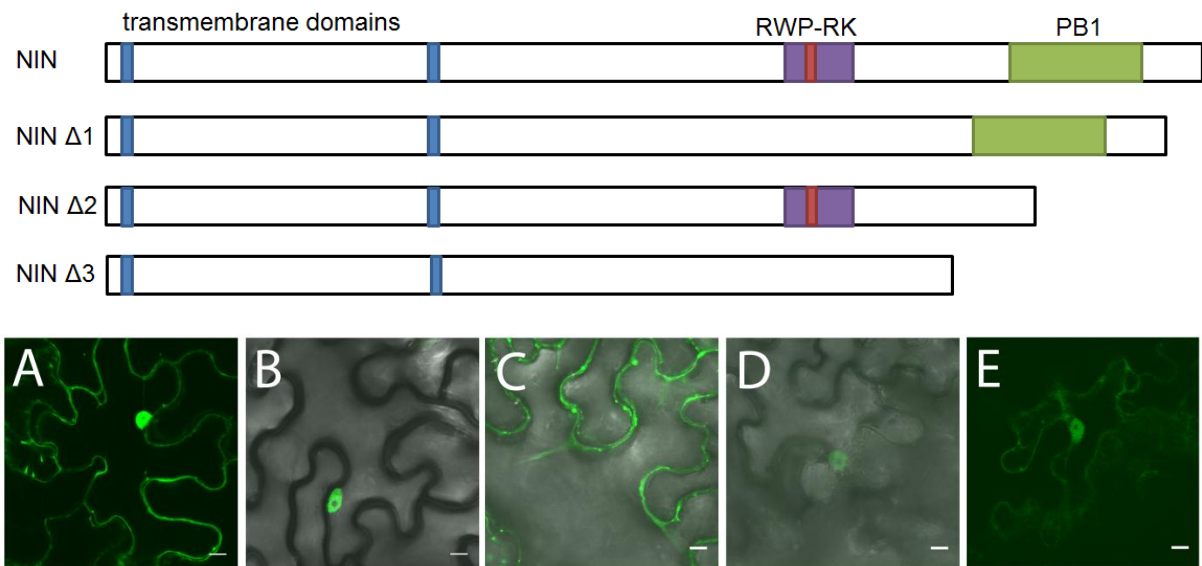 transmembrane domains
RWP-RK
PB1
NIN
NIN Δ1
NIN Δ2
NIN Δ3
A
B
C
D
E